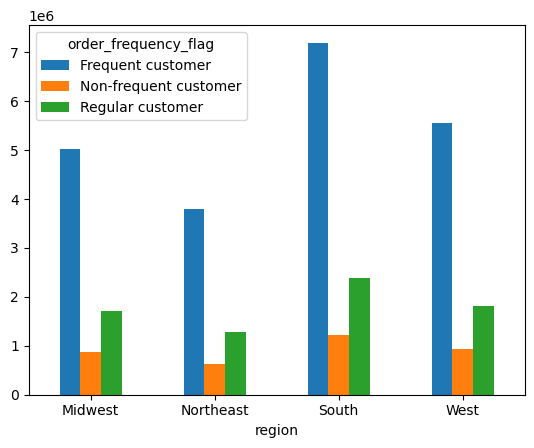 1e6
order_frequency_flag
Frequent customer
Non-frequent customer
Regular customer
7
6
5
4
3
2
1
0
Midwest Northeast South West
region